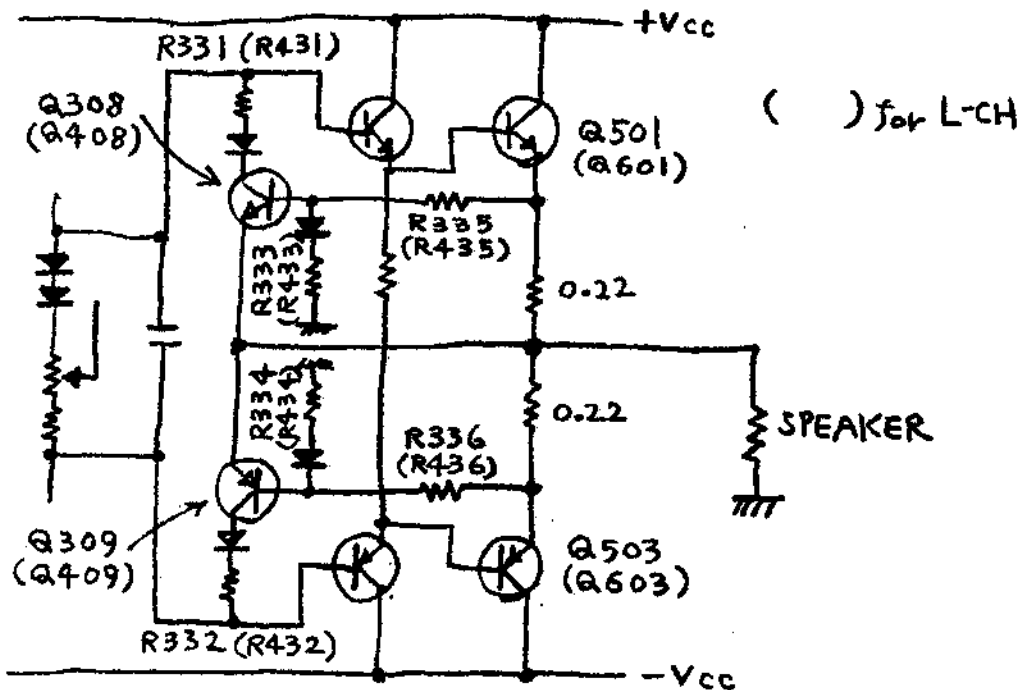 +Vcc
R331 (R431)
Q308
(Q408)
( ) for L-CH
Q501
(Q601)
R335
(R435)
R333
(R433)
0.22
R334
(R434)
0.22
SPEAKER
R336
(R436)
Q309
(Q409)
Q503
(Q603)
R332 (R432)
-Vcc